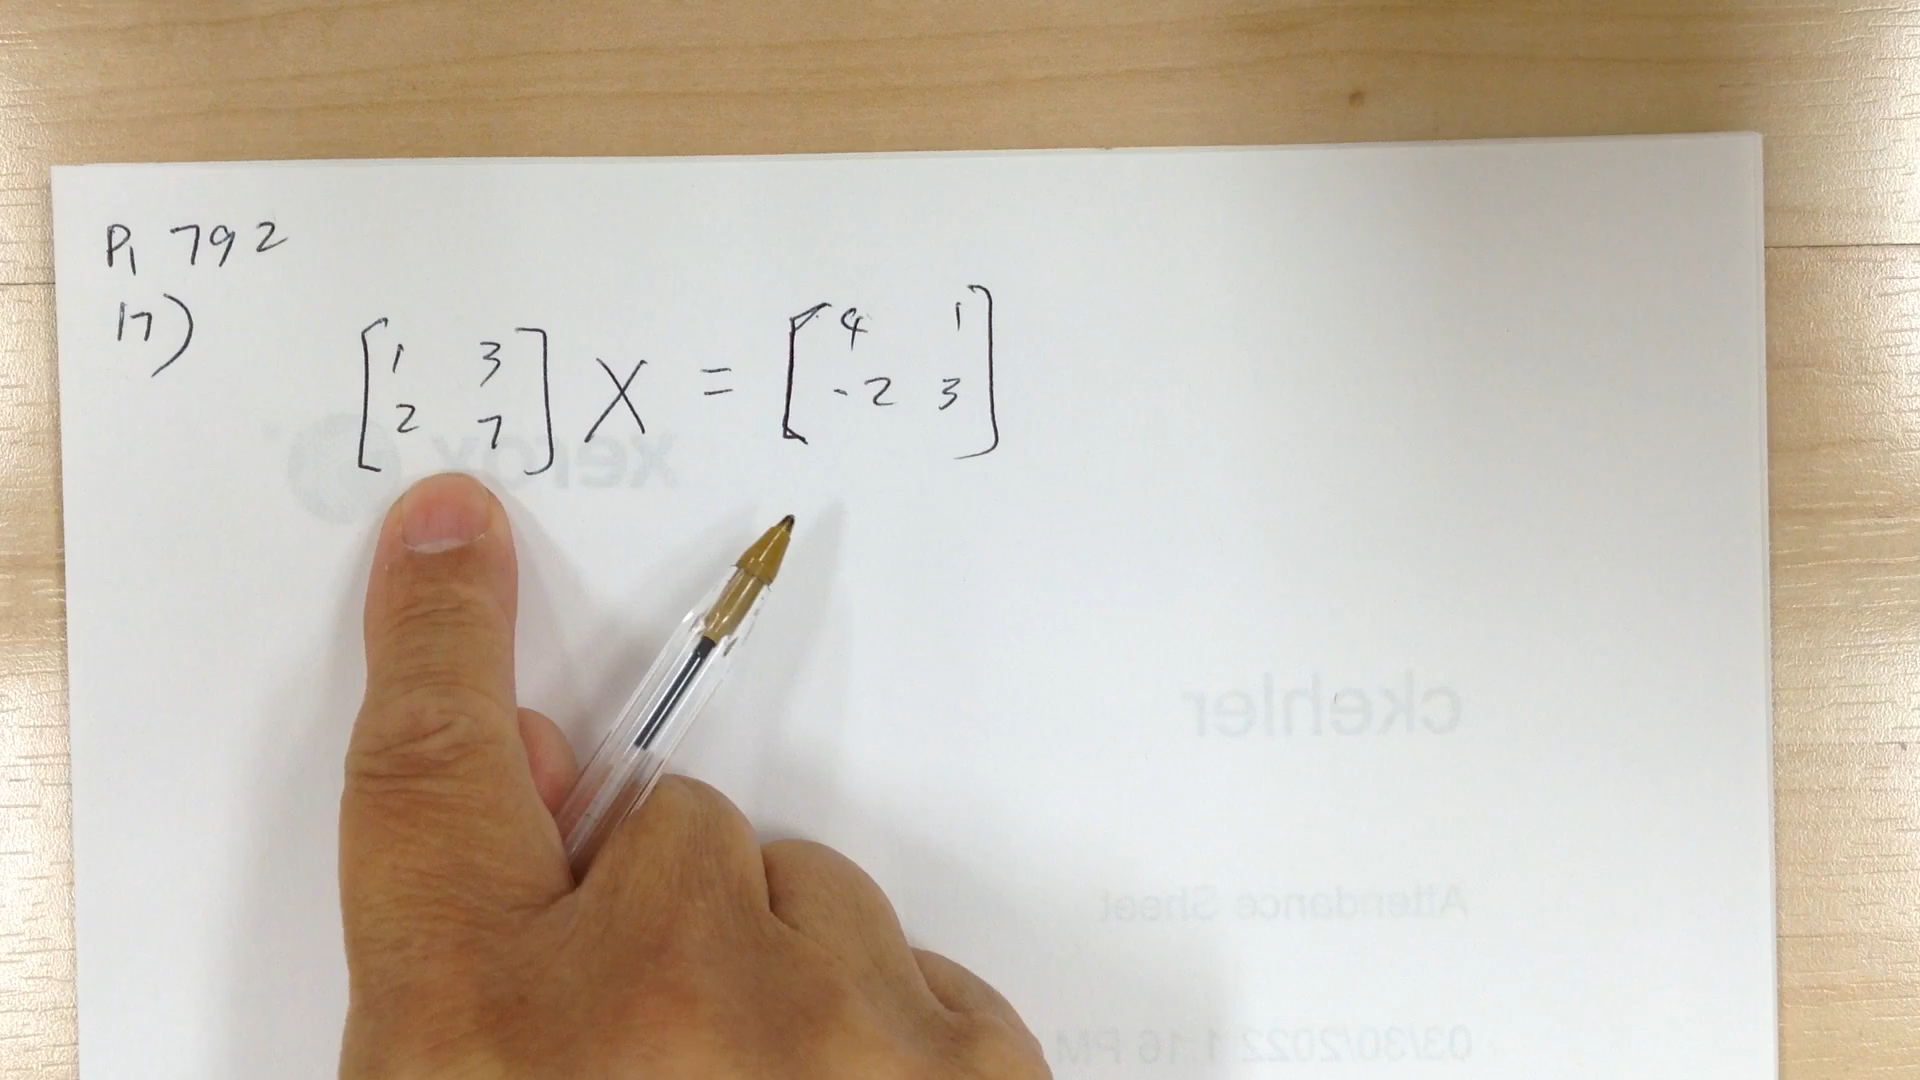 P, 792
17)
[1 3
2 7] X = [4 1
-2 3]
xerox
ckehler
Attendance Sheet
03/30/2022 1:16 PM